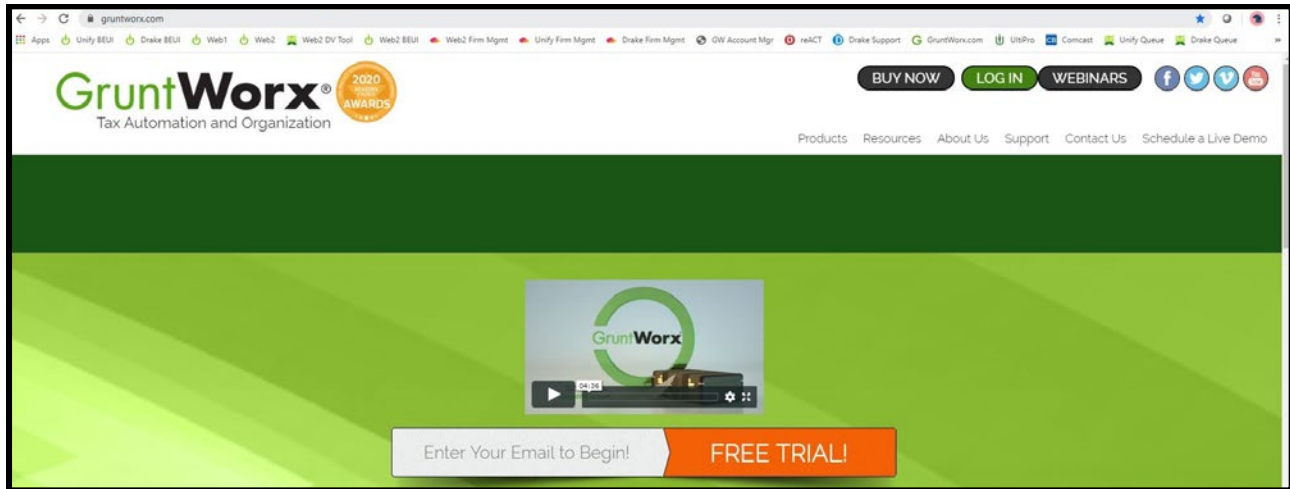 gruntworx.com
Apps Unify BEUI Drake BEUI Web1 Web2 Web2 DV Tool Web2 BEUI Web2 Firm Mgmt Unify Firm Mgmt Drake Firm Mgmt GW Account Mgr reACT Drake Support GruntWorx.com UltiPro Comcast Unify Queue Drake Queue »
GruntWorx® 2020 AWARDS
Tax Automation and Organization
BUY NOW LOG IN WEBINARS
Products Resources About Us Support Contact Us Schedule a Live Demo
GruntWorx
04:36
Enter Your Email to Begin! FREE TRIAL!